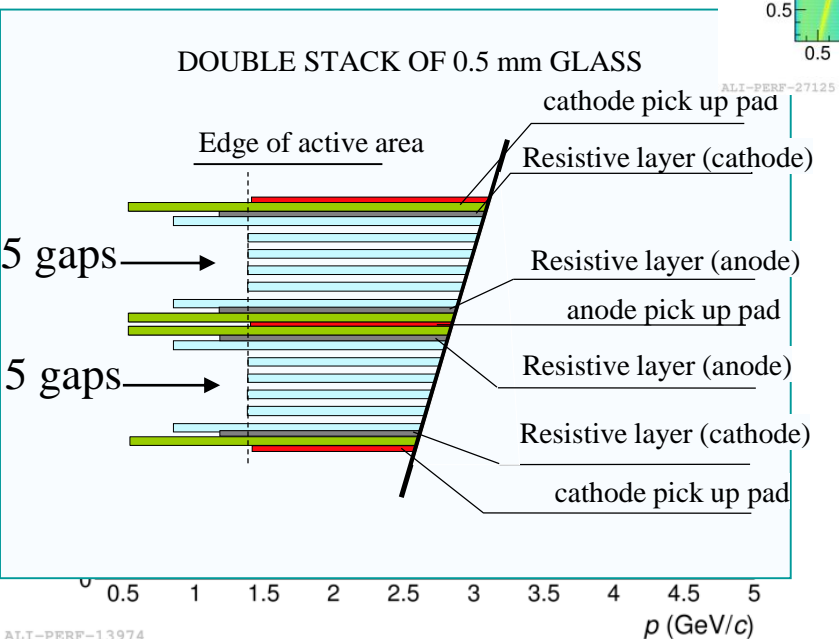 0.5
0.5
ALI-PERF-27125
DOUBLE STACK OF 0.5 mm GLASS
cathode pick up pad
Edge of active area
Resistive layer (cathode)
5 gaps
Resistive layer (anode)
anode pick up pad
5 gaps
Resistive layer (anode)
Resistive layer (cathode)
cathode pick up pad
0 0.5 1 1.5 2 2.5 3 3.5 4 4.5 5
p (GeV/c)
ALI-PERF-13974